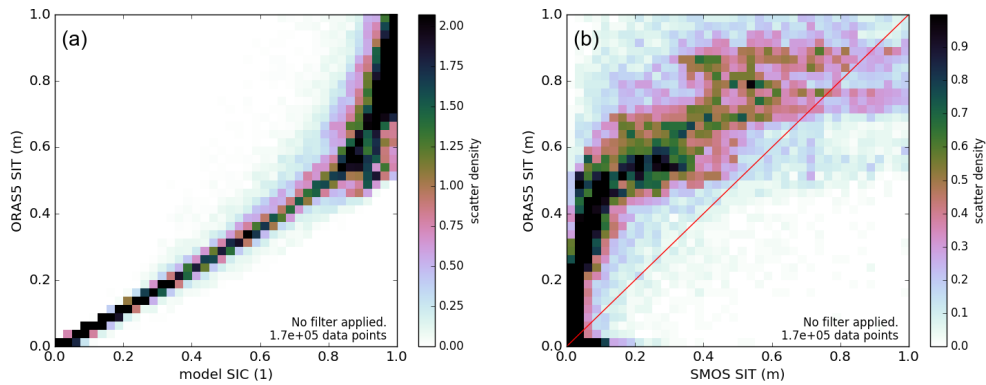 (a)
ORAS5 SIT (m)
1.0
0.8
0.6
0.4
0.2
0.0
0.0 0.2 0.4 0.6 0.8 1.0
model SIC (1)
No filter applied.
1.7e+05 data points
2.00
1.75
1.50
1.25
1.00
0.75
0.50
0.25
0.00
scatter density
(b)
ORAS5 SIT (m)
1.0
0.8
0.6
0.4
0.2
0.0
0.0 0.2 0.4 0.6 0.8 1.0
SMOS SIT (m)
No filter applied.
1.7e+05 data points
0.9
0.8
0.7
0.6
0.5
0.4
0.3
0.2
0.1
0.0
scatter density